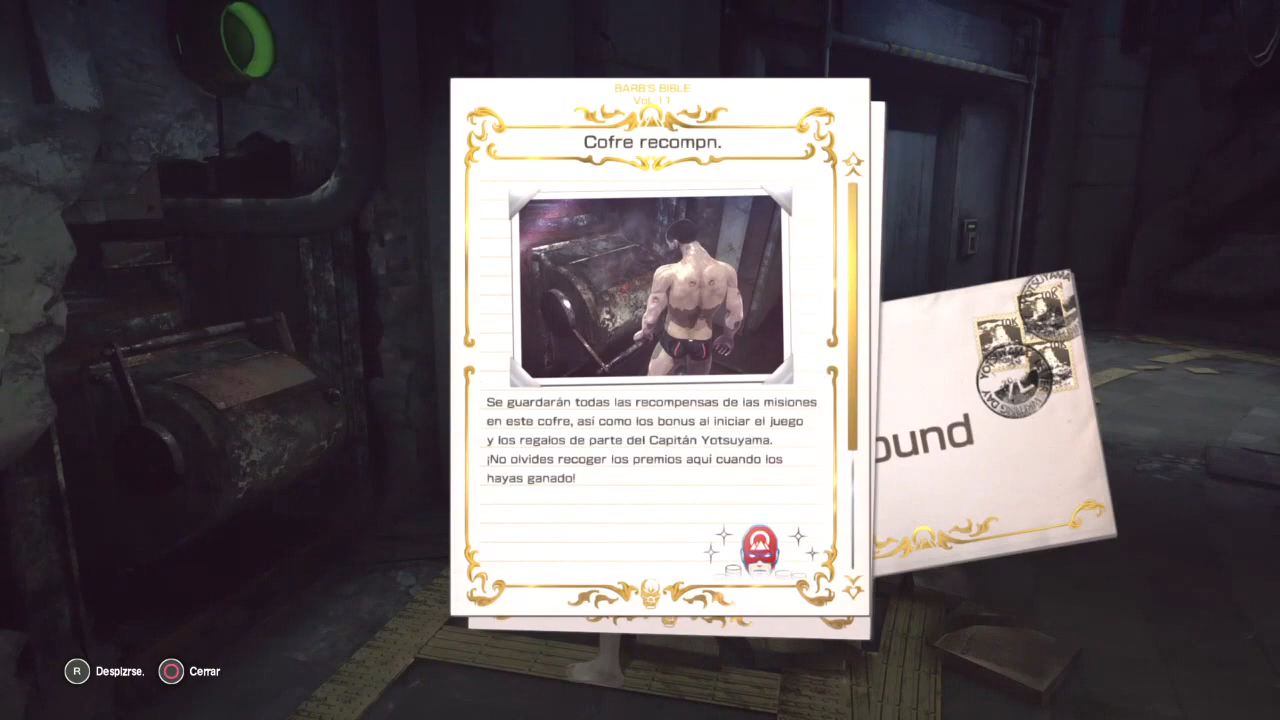 BARB'S BIBLE
Vol. 11
Cofre recompn.
Se guardarán todas las recompensas de las misiones
en este cofre, así como los bonus al iniciar el juego
y los regalos de parte del Capitán Yotsuyama.
¡No olvides recoger los premios aquí cuando los
hayas ganado!
ound
R Despizrse.
Cerrar